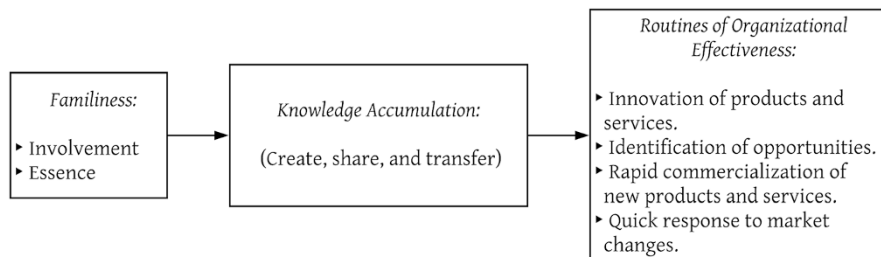 Familiness:
‣ Involvement
‣ Essence
Knowledge Accumulation:
(Create, share, and transfer)
Routines of Organizational
Effectiveness:
‣ Innovation of products and
services.
‣ Identification of opportunities.
‣ Rapid commercialization of
new products and services.
‣ Quick response to market
changes.